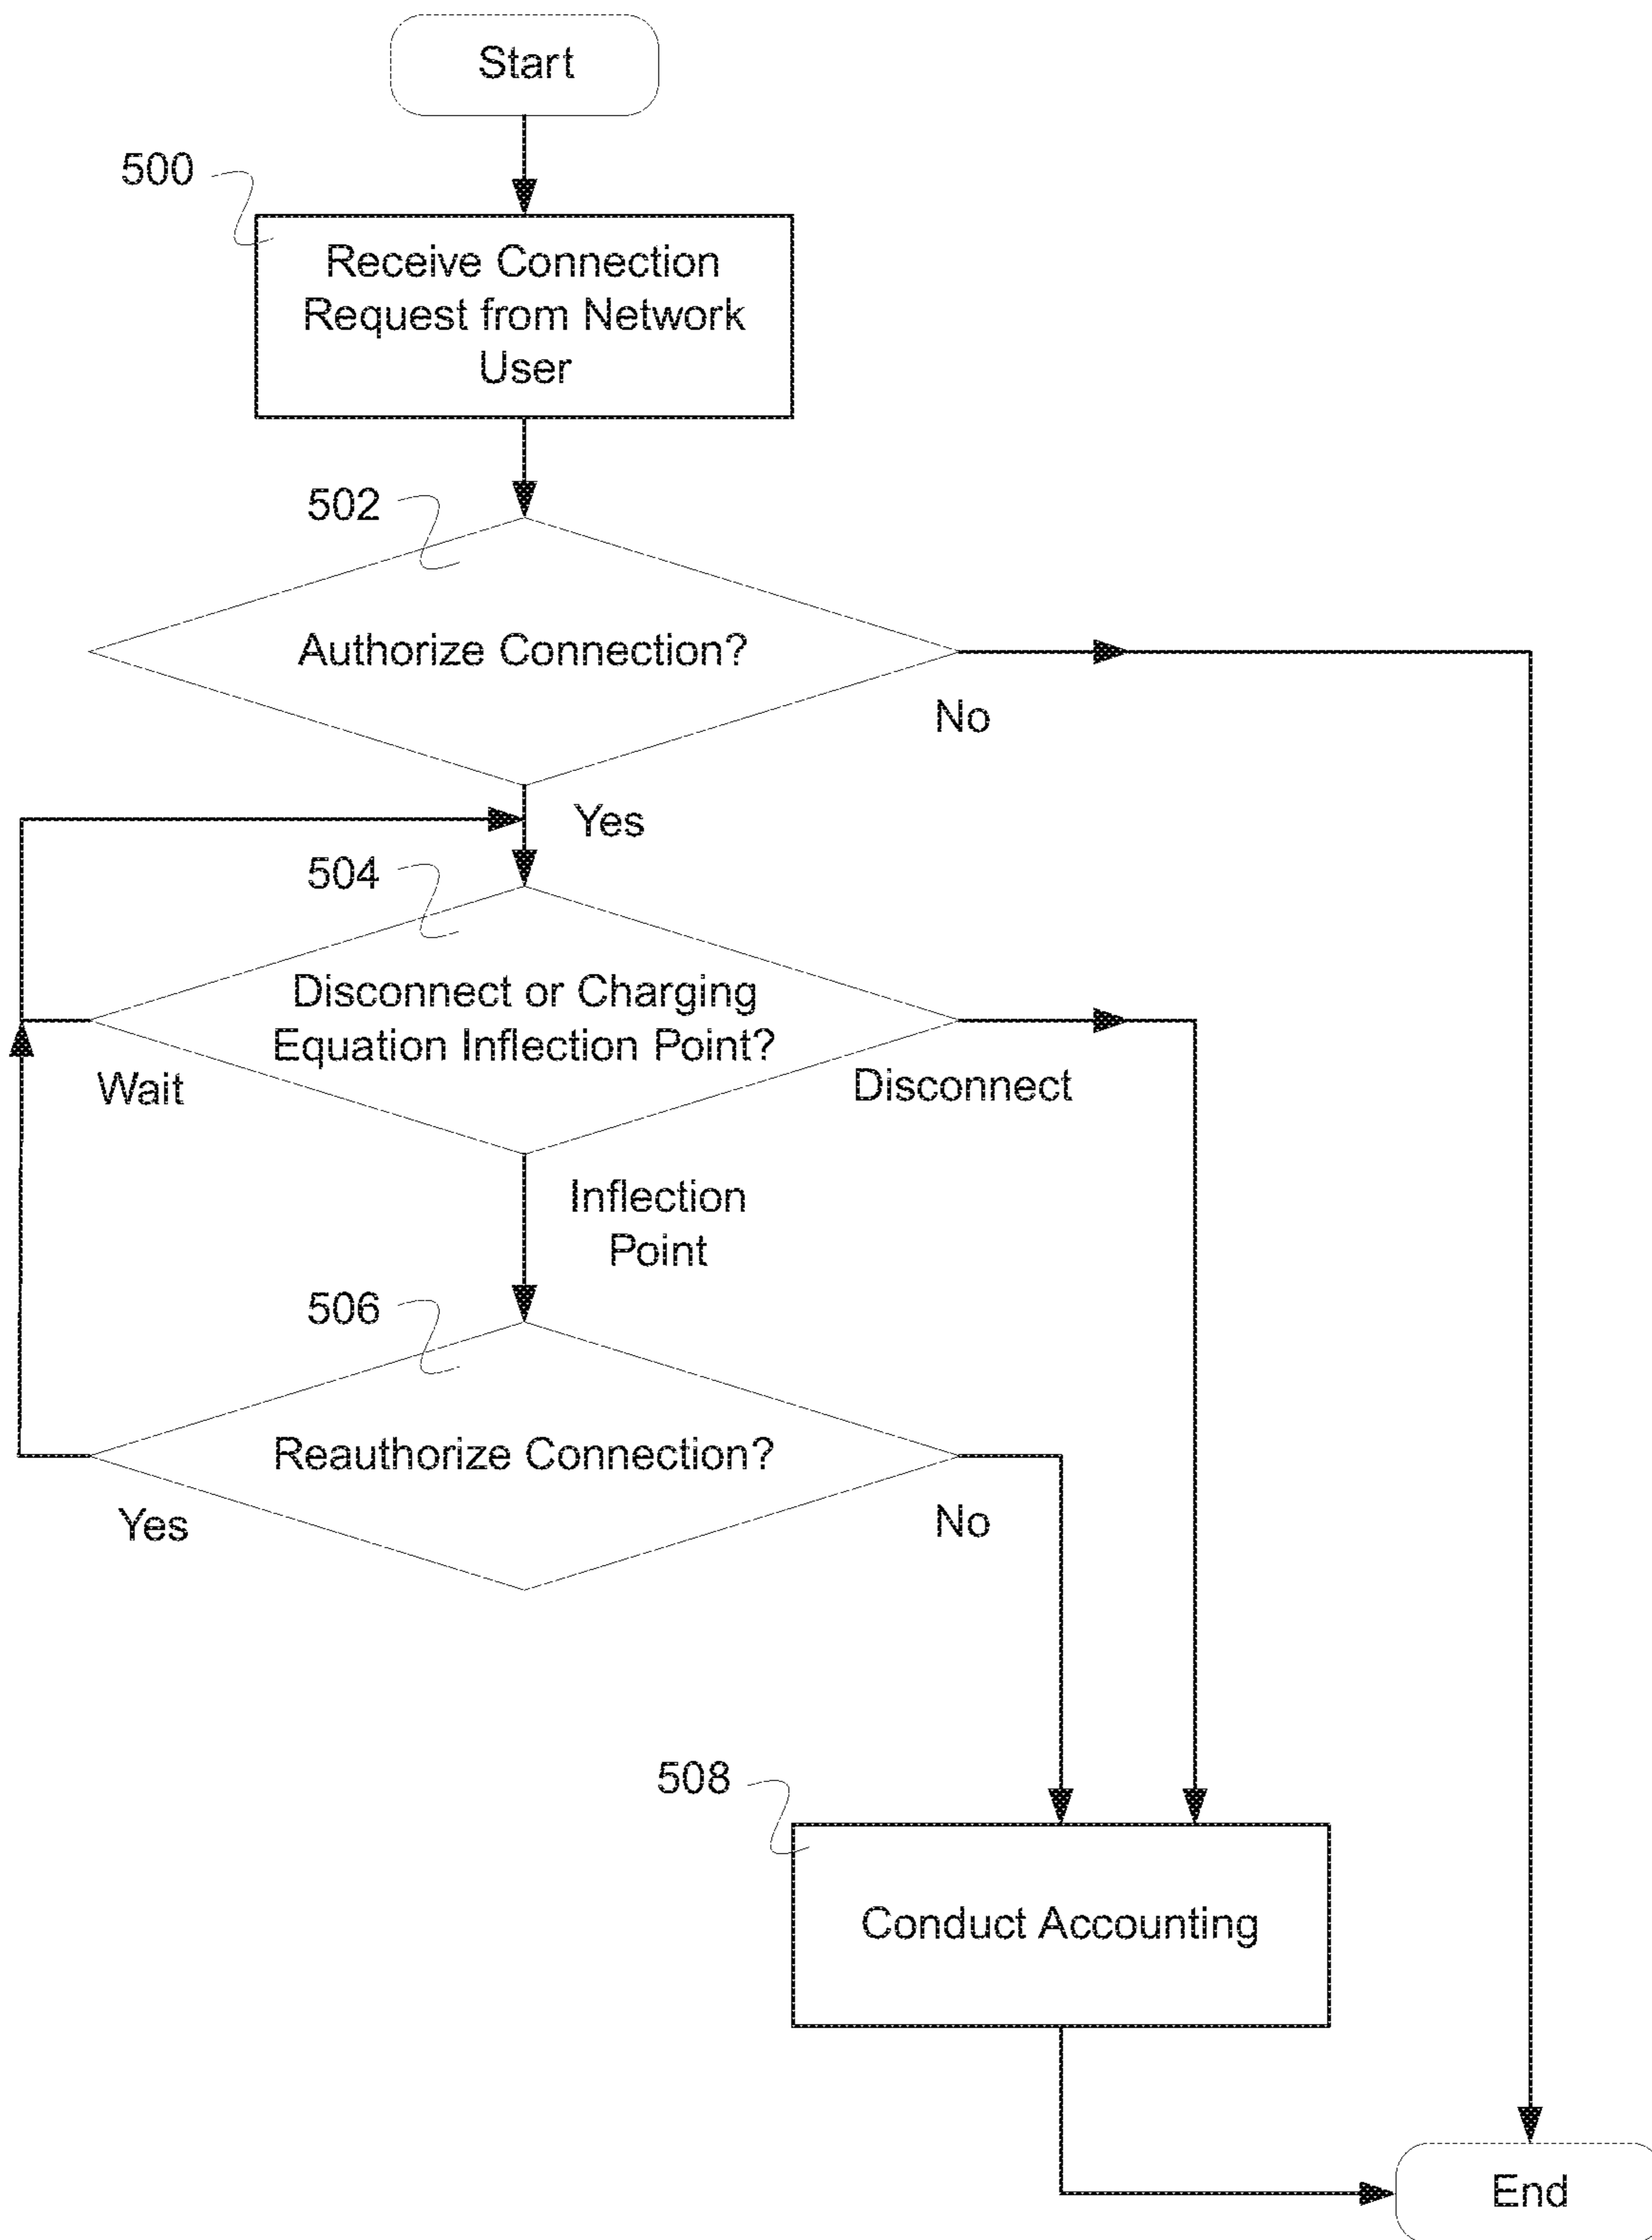 Start
500
Receive Connection
Request from Network
User
502
Authorize Connection?
No
Yes
504
Disconnect or Charging
Equation Inflection Point?
Wait
Disconnect
Inflection
Point
506
Reauthorize Connection?
Yes
No
508
Conduct Accounting
End